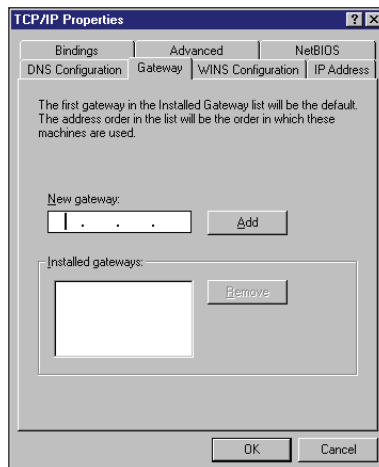 TCP/IP Properties
Bindings Advanced NetBIOS
DNS Configuration Gateway WINS Configuration IP Address
The first gateway in the Installed Gateway list will be the default.
The address order in the list will be the order in which these
machines are used.
New gateway:
. . .
Add
Installed gateways:
Remove
OK Cancel